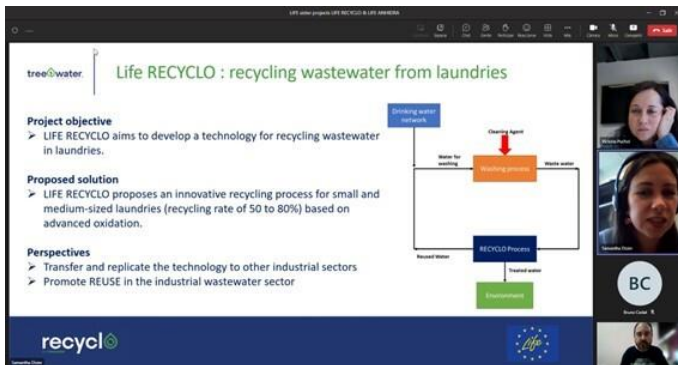 LIFE water projects LIFE RECYCLO & LIFE ANHIDRA
treewater
Life RECYCLO : recycling wastewater from laundries
Project objective
➢ LIFE RECYCLO aims to develop a technology for recycling wastewater
in laundries.
Proposed solution
➢ LIFE RECYCLO proposes an innovative recycling process for small and
medium-sized laundries (recycling rate of 50 to 80%) based on
advanced oxidation.
Perspectives
➢ Transfer and replicate the technology to other industrial sectors
➢ Promote REUSE in the industrial wastewater sector
Drinking water
network
Cleaning Agent
Water for
washing
Washing process
Waste water
Reused Water
RECYCLO Process
Treated water
Environment
recyclo
Life
BC